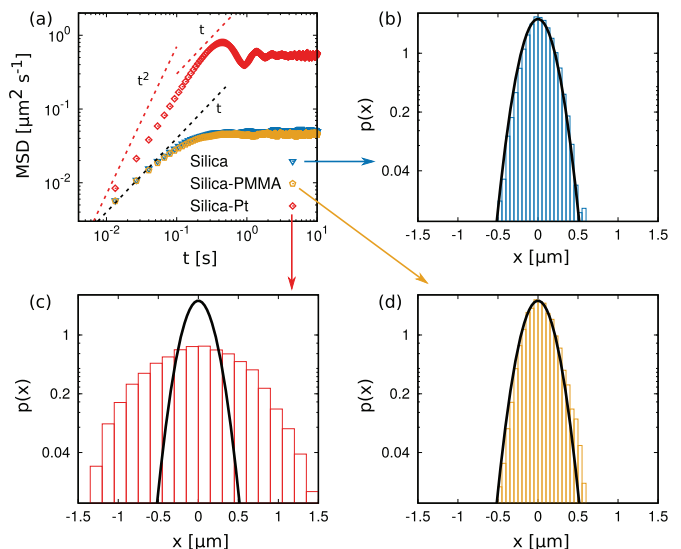 (a)
MSD [μm² s⁻¹]
10⁰
10⁻¹
10⁻²
t²
t
t
Silica
Silica-PMMA
Silica-Pt
10⁻² 10⁻¹ 10⁰ 10¹
t [s]
(b)
p(x)
1
0.2
0.04
-1.5 -1 -0.5 0 0.5 1 1.5
x [μm]
(c)
p(x)
1
0.2
0.04
-1.5 -1 -0.5 0 0.5 1 1.5
x [μm]
(d)
p(x)
1
0.2
0.04
-1.5 -1 -0.5 0 0.5 1 1.5
x [μm]